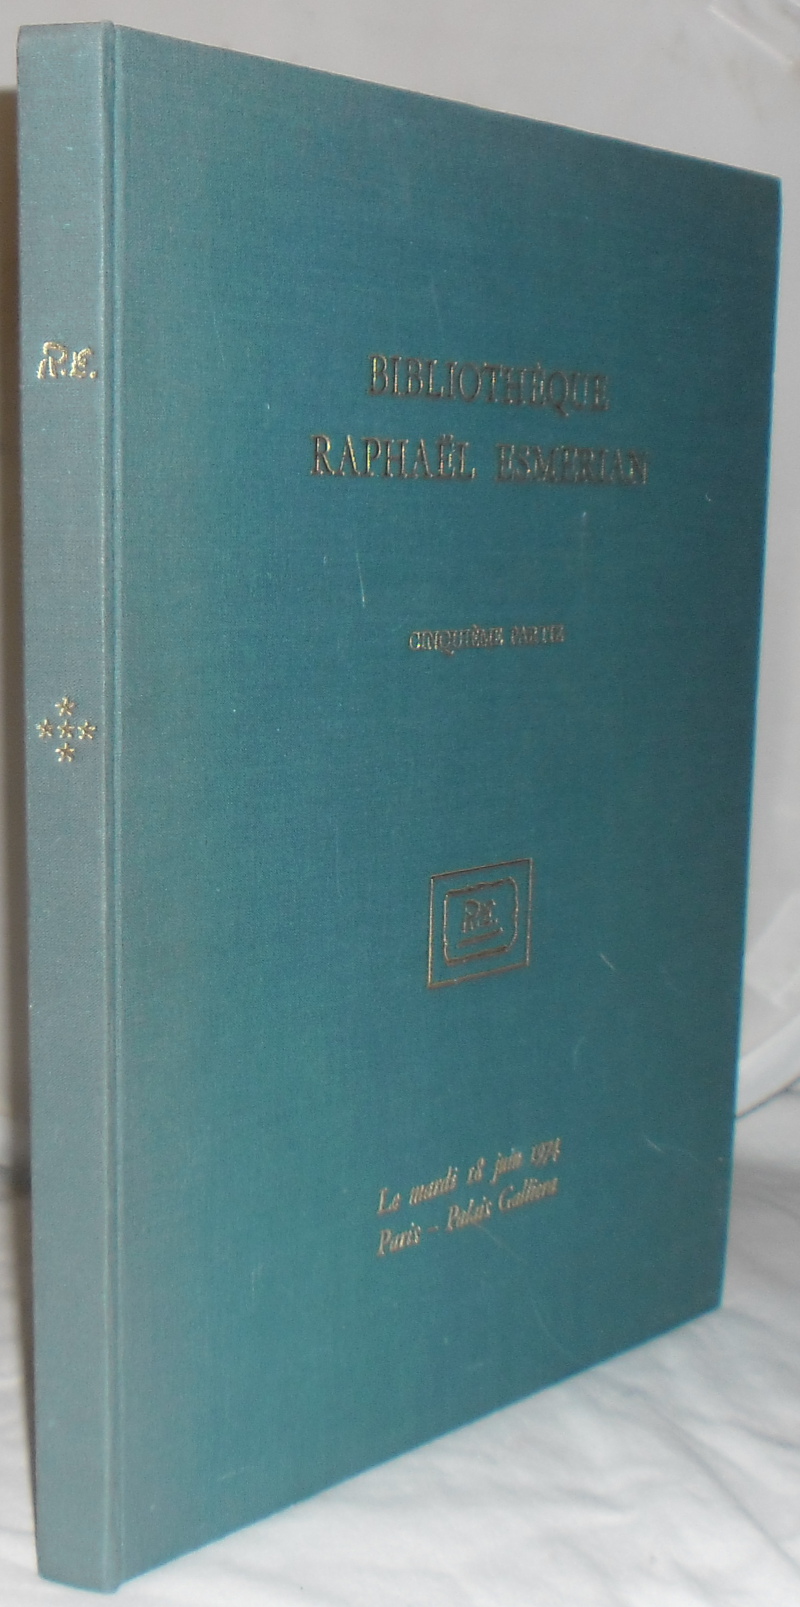 R.E.
BIBLIOTHÈQUE
RAPHAËL ESMERIAN
CINQUIÈME PARTIE
R.E.
Le mardi 18 juin 1974
Paris – Palais Galliera